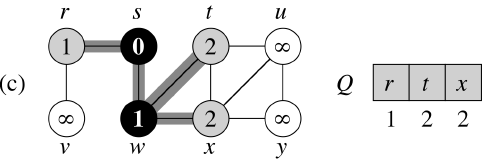 r s t u
1 0 2 ∞
(c) Q r t x
∞ 1 2 ∞ 1 2 2
v w x y